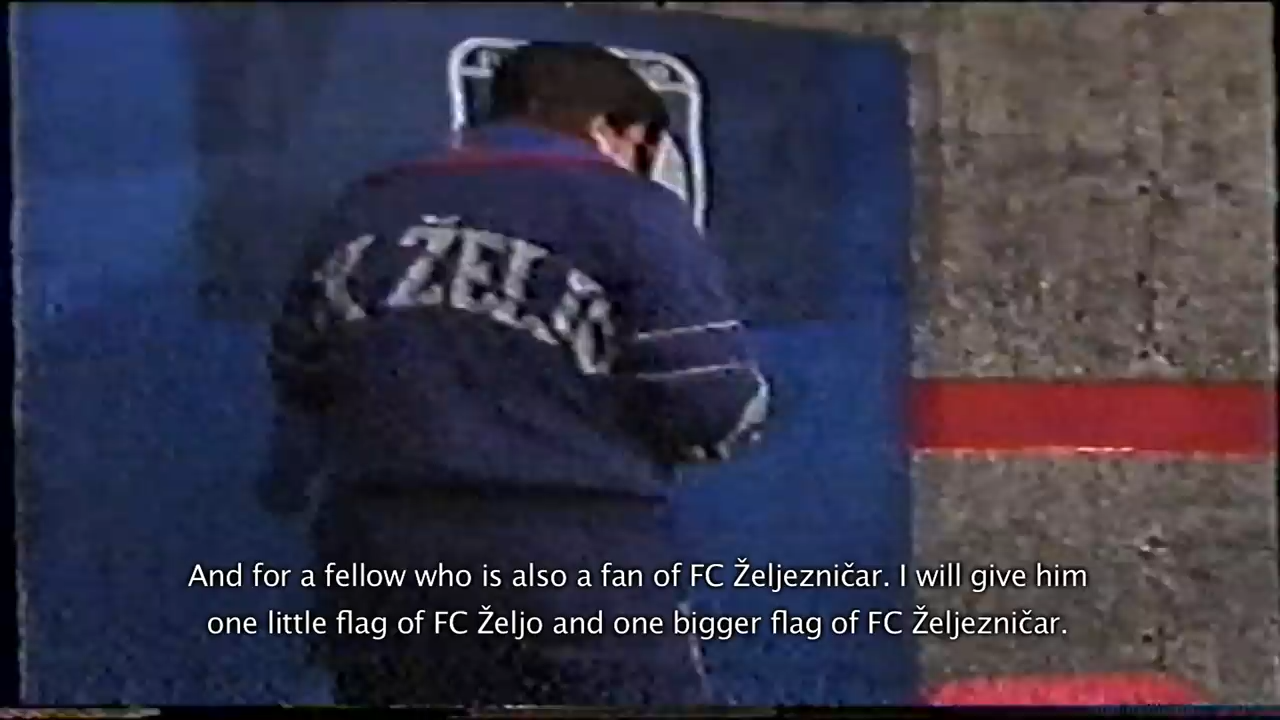 K ŽELJO
And for a fellow who is also a fan of FC Željezničar. I will give him
one little flag of FC Željo and one bigger flag of FC Željezničar.